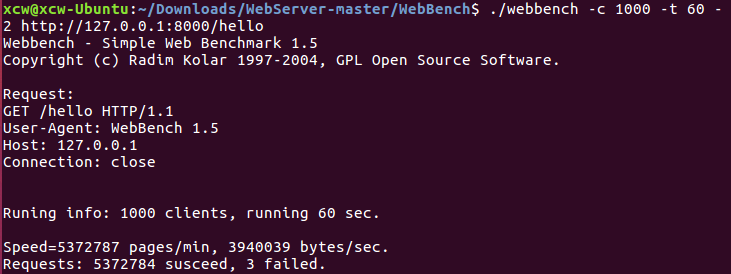 xcw@xcw-Ubuntu:~/Downloads/WebServer-master/WebBench$ ./webbench -c 1000 -t 60 -
2 http://127.0.0.1:8000/hello
Webbench - Simple Web Benchmark 1.5
Copyright (c) Radim Kolar 1997-2004, GPL Open Source Software.
Request:
GET /hello HTTP/1.1
User-Agent: WebBench 1.5
Host: 127.0.0.1
Connection: close
Runing info: 1000 clients, running 60 sec.
Speed=5372787 pages/min, 3940039 bytes/sec.
Requests: 5372784 susceed, 3 failed.